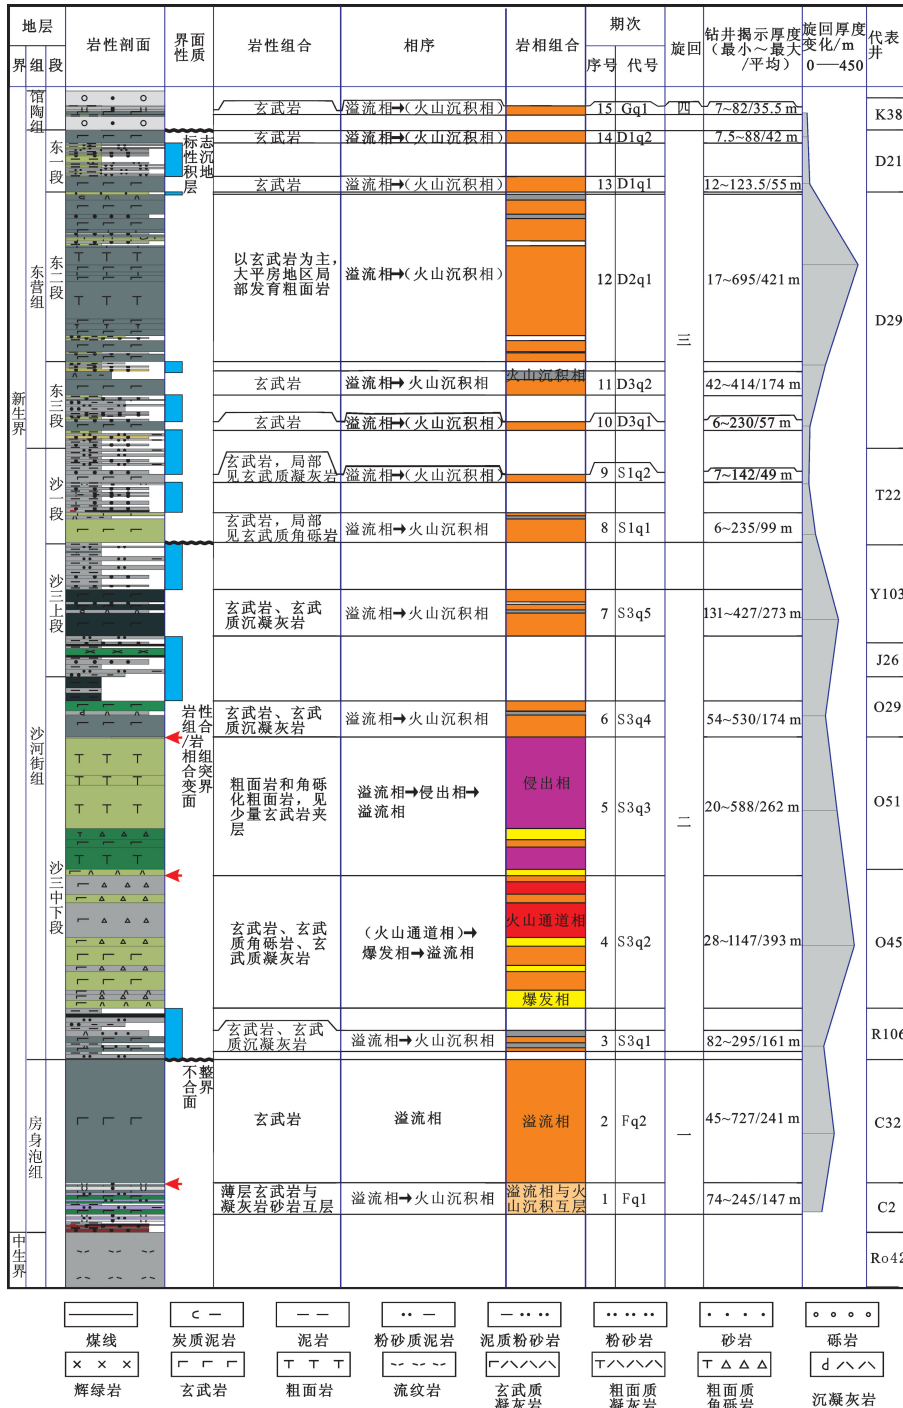 地层
岩性剖面
界面
性质
岩性组合
相序
岩相组合
期次
旋回
钻井揭示厚度
(最小～最大
/平均)
旋回厚度
变化/m
0—450
代表
井
界 组 段
序号 代号
馆陶组
玄武岩 溢流相→(火山沉积相) 15 Gq1 四 7~82/35.5 m K38
标志
性沉
积地
层
东一段
玄武岩 溢流相→(火山沉积相) 14 D1q2 7.5~88/42 m
D21
玄武岩 溢流相→(火山沉积相) 13 D1q1 12~123.5/55 m
东营组
东二段
以玄武岩为主,
大平房地区局
部发育粗面岩
溢流相→(火山沉积相) 12 D2q1 17~695/421 m
D29
三
新生界
东三段
玄武岩 溢流相→火山沉积相 火山沉积相 11 D3q2 42~414/174 m
玄武岩 溢流相→(火山沉积相) 10 D3q1 6~230/57 m
沙一段
玄武岩，局部
见玄武质凝灰岩
溢流相→(火山沉积相) 9 S1q2 7~142/49 m
T22
玄武岩，局部
见玄武质角砾岩
溢流相→火山沉积相 8 S1q1 6~235/99 m
沙三上段
Y103
玄武岩、玄武
质沉凝灰岩
溢流相→火山沉积相 7 S3q5 131~427/273 m
J26
沙河街组
岩性
组合
/岩
相组
合突
变界
面
玄武岩、玄武
质沉凝灰岩
溢流相→火山沉积相 6 S3q4 54~530/174 m
O29
粗面岩和角砾
化粗面岩，见
少量玄武岩夹
层
溢流相→侵出相→
溢流相
侵出相
5 S3q3 二 20~588/262 m
O51
沙三中下段
玄武岩、玄武
质角砾岩、玄
武质凝灰岩
(火山通道相)→
爆发相→溢流相
火山通道相
爆发相
4 S3q2 28~1147/393 m
O45
玄武岩、玄武
质沉凝灰岩
溢流相→火山沉积相 3 S3q1 82~295/161 m
R106
不整
合界
面
房身泡组
玄武岩 溢流相 溢流相 2 Fq2 一 45~727/241 m C32
薄层玄武岩与
凝灰岩砂岩互层
溢流相→火山沉积相
溢流相与火
山沉积互层
1 Fq1 74~245/147 m C2
中生界
Ro42
煤线 炭质泥岩 泥岩 粉砂质泥岩 泥质粉砂岩 粉砂岩 砂岩 砾岩
辉绿岩 玄武岩 粗面岩 流纹岩 玄武质
凝灰岩
粗面质
凝灰岩
粗面质
角砾岩
沉凝灰岩